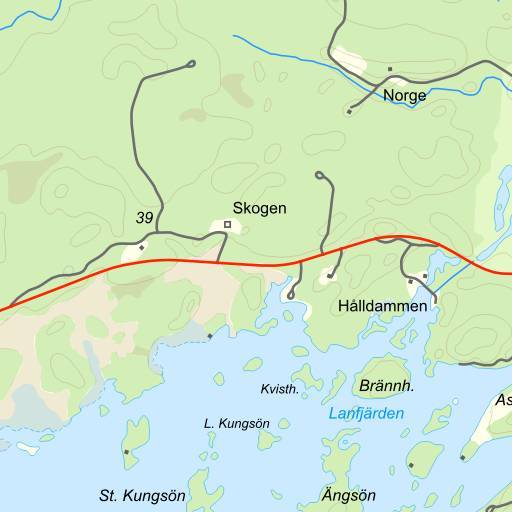 Norge
39
Skogen
Hålldammen
Kvisth.
Brännh.
As
Lanfjärden
L. Kungsön
St. Kungsön
Ängsön